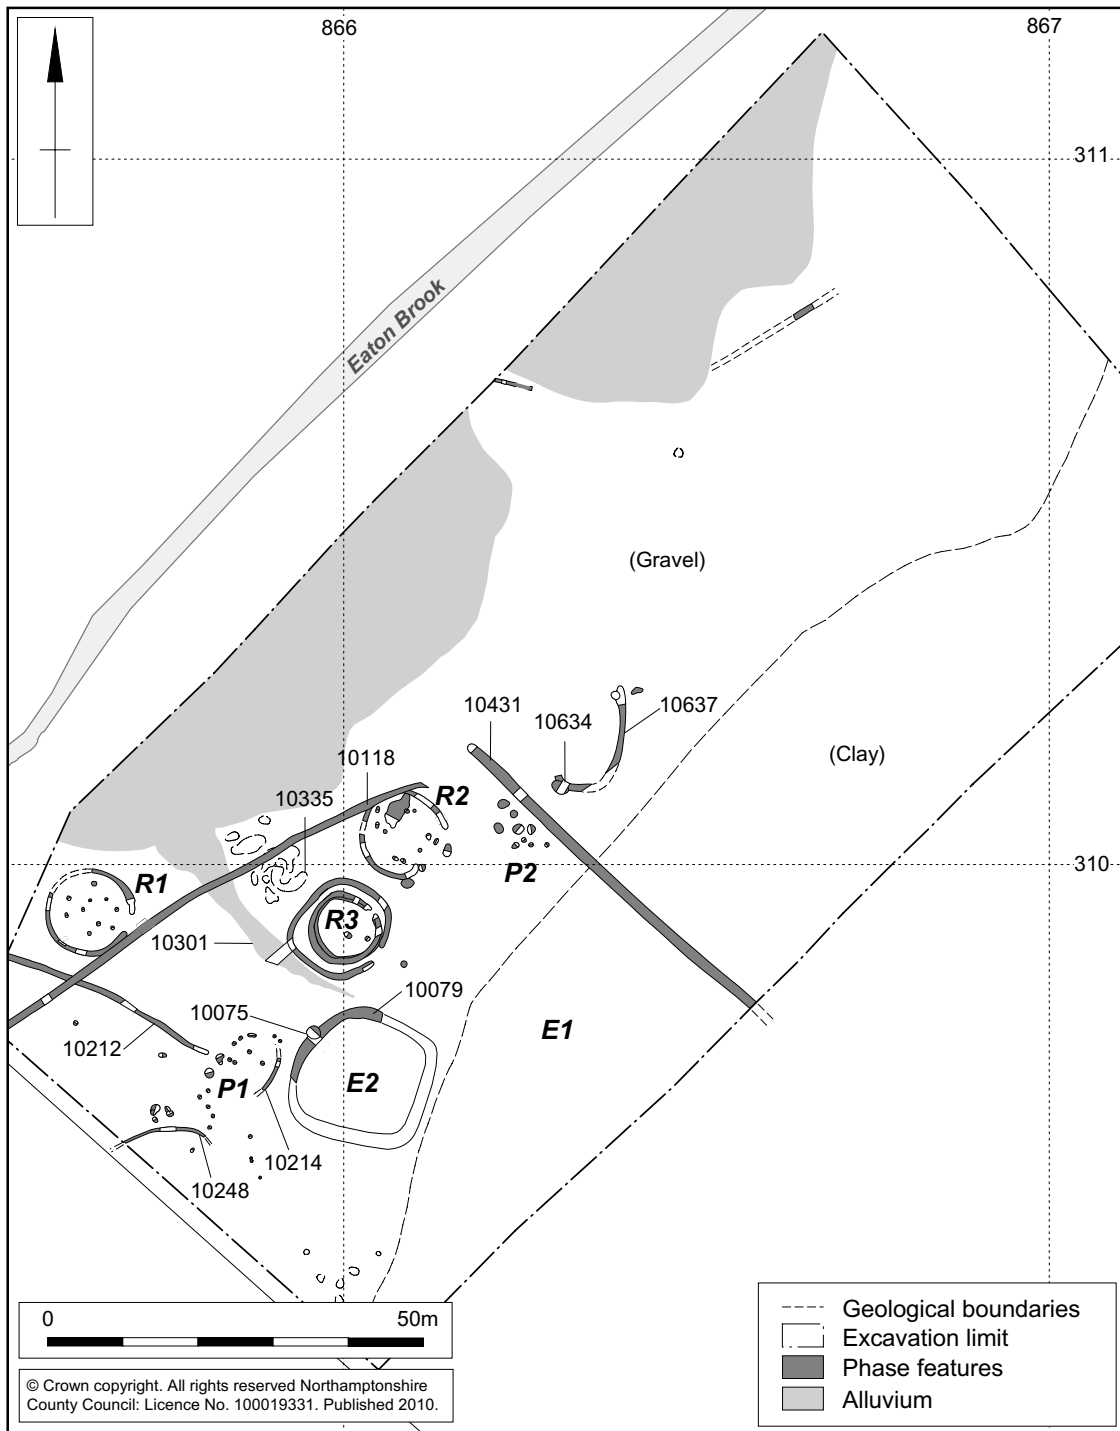 866
867
311
Eaton Brook
(Gravel)
10431
10634
10637
(Clay)
10118
R2
10335
310
P2
R1
R3
10301
10079
10075
E1
10212
P1
E2
10214
10248
0 50m
© Crown copyright. All rights reserved Northamptonshire
County Council: Licence No. 100019331. Published 2010.
Geological boundaries
Excavation limit
Phase features
Alluvium